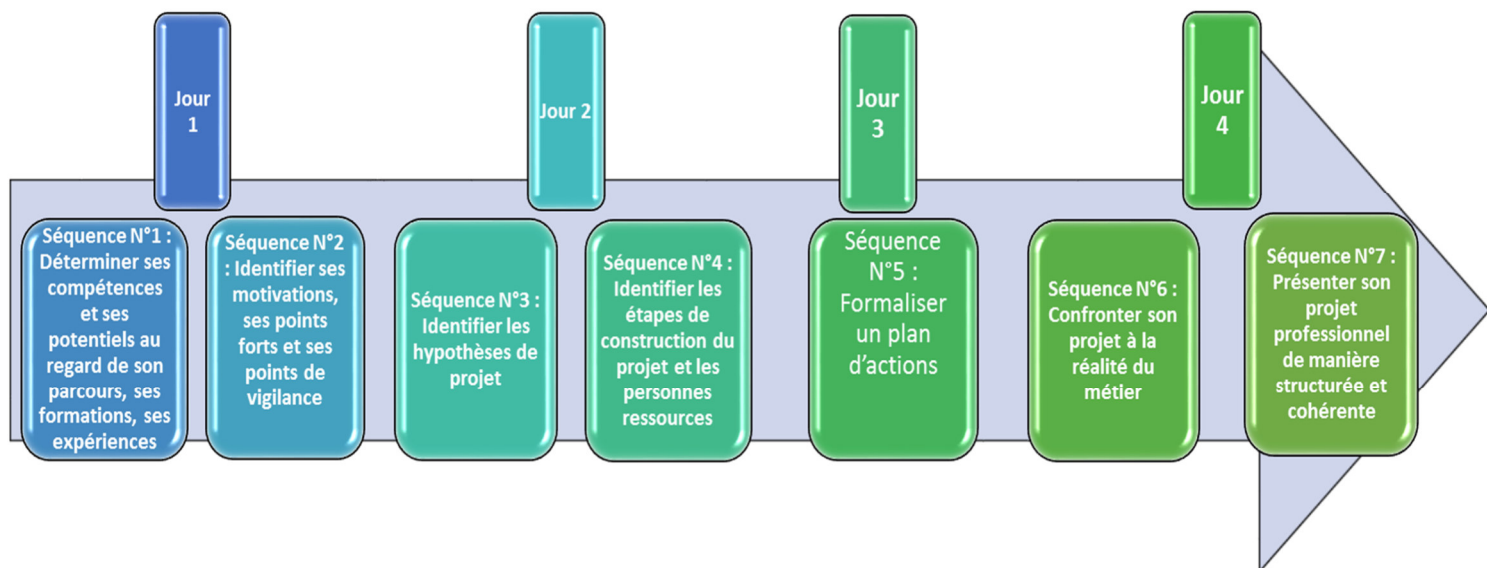 Jour
1
Jour 2
Jour
3
Jour
4
Séquence N°1 :
Déterminer ses
compétences
et ses
potentiels au
regard de son
parcours, ses
formations, ses
expériences
Séquence N°2
: Identifier ses
motivations,
ses points
forts et ses
points de
vigilance
Séquence N°3 :
Identifier les
hypothèses de
projet
Séquence N°4 :
Identifier les
étapes de
construction du
projet et les
personnes
ressources
Séquence
N°5 :
Formaliser
un plan
d’actions
Séquence N°6 :
Confronter son
projet à la
réalité du
métier
Séquence N°7 :
Présenter son
projet
professionnel
de manière
structurée et
cohérente